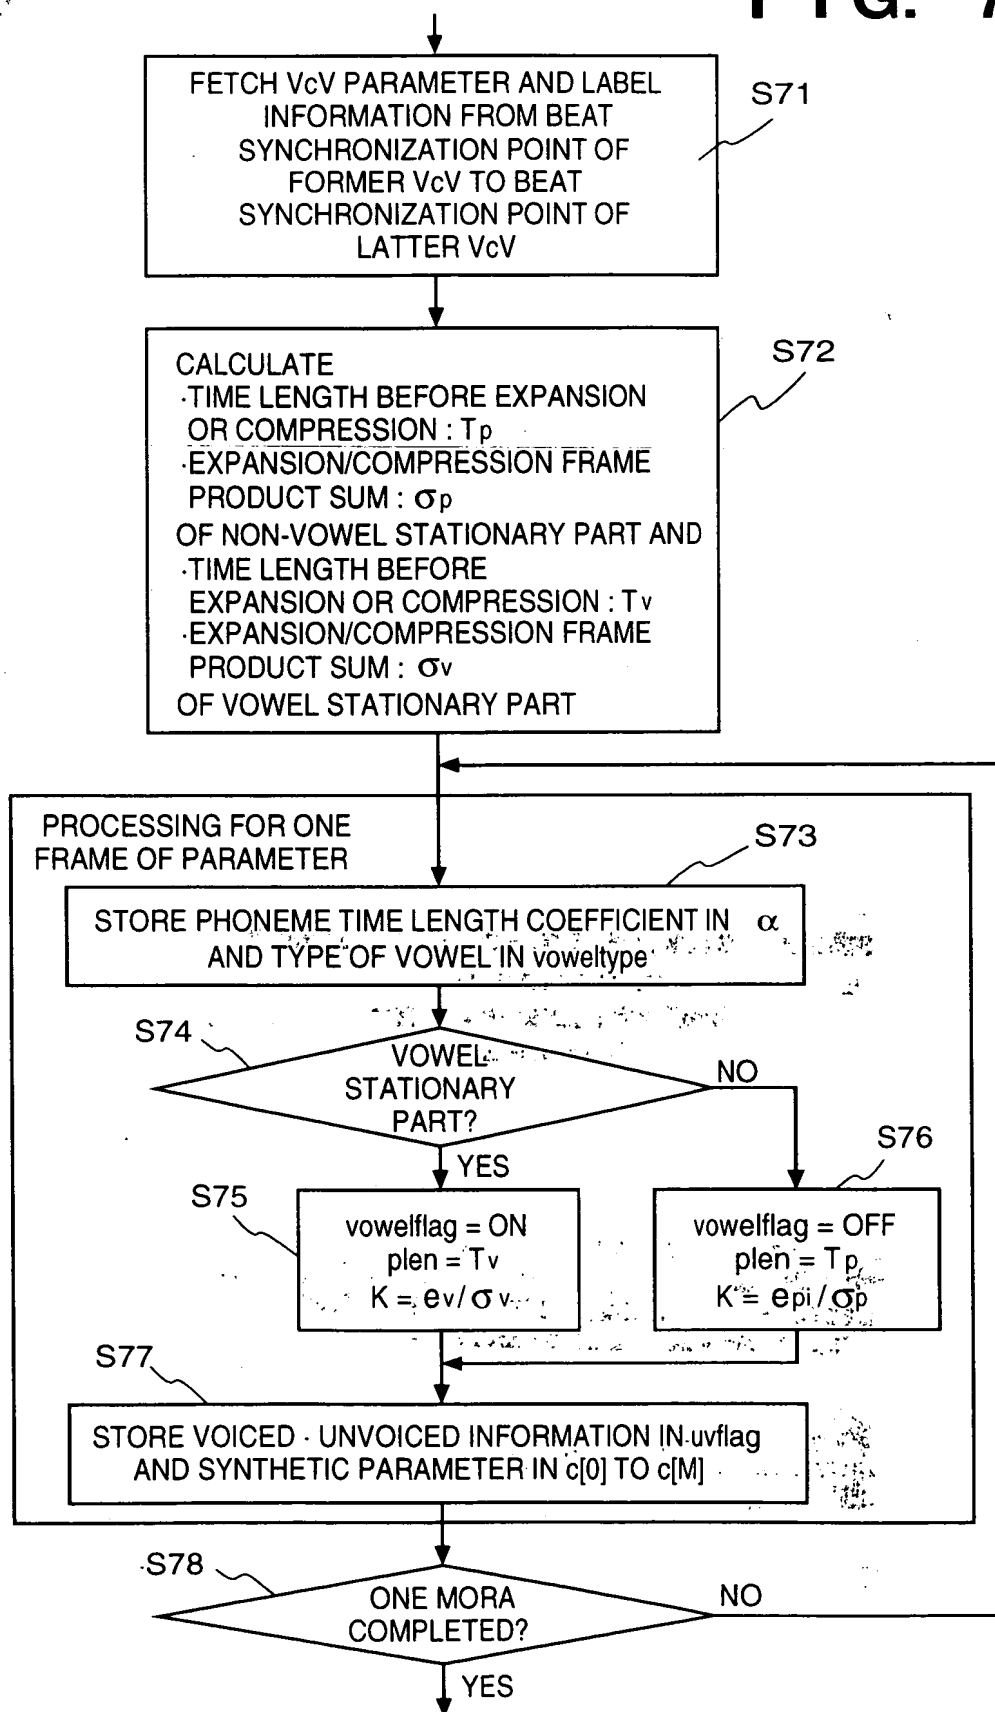 FIG. 7
FETCH VcV PARAMETER AND LABEL
INFORMATION FROM BEAT
SYNCHRONIZATION POINT OF
FORMER VcV TO BEAT
SYNCHRONIZATION POINT OF
LATTER VcV
S71
S72
CALCULATE
·TIME LENGTH BEFORE EXPANSION
OR COMPRESSION : Tp
·EXPANSION/COMPRESSION FRAME
PRODUCT SUM : σp
OF NON-VOWEL STATIONARY PART AND
·TIME LENGTH BEFORE
EXPANSION OR COMPRESSION : Tv
·EXPANSION/COMPRESSION FRAME
PRODUCT SUM : σv
OF VOWEL STATIONARY PART
PROCESSING FOR ONE
FRAME OF PARAMETER
S73
STORE PHONEME TIME LENGTH COEFFICIENT IN α
AND TYPE OF VOWEL IN voweltype
S74
VOWEL
STATIONARY
PART?
NO
YES
S75
vowelflag = ON
plen = Tv
K = ev/σv
S76
vowelflag = OFF
plen = Tp
K = epi/σp
S77
STORE VOICED · UNVOICED INFORMATION IN uvflag
AND SYNTHETIC PARAMETER IN c[0] TO c[M]
S78
ONE MORA
COMPLETED?
NO
YES